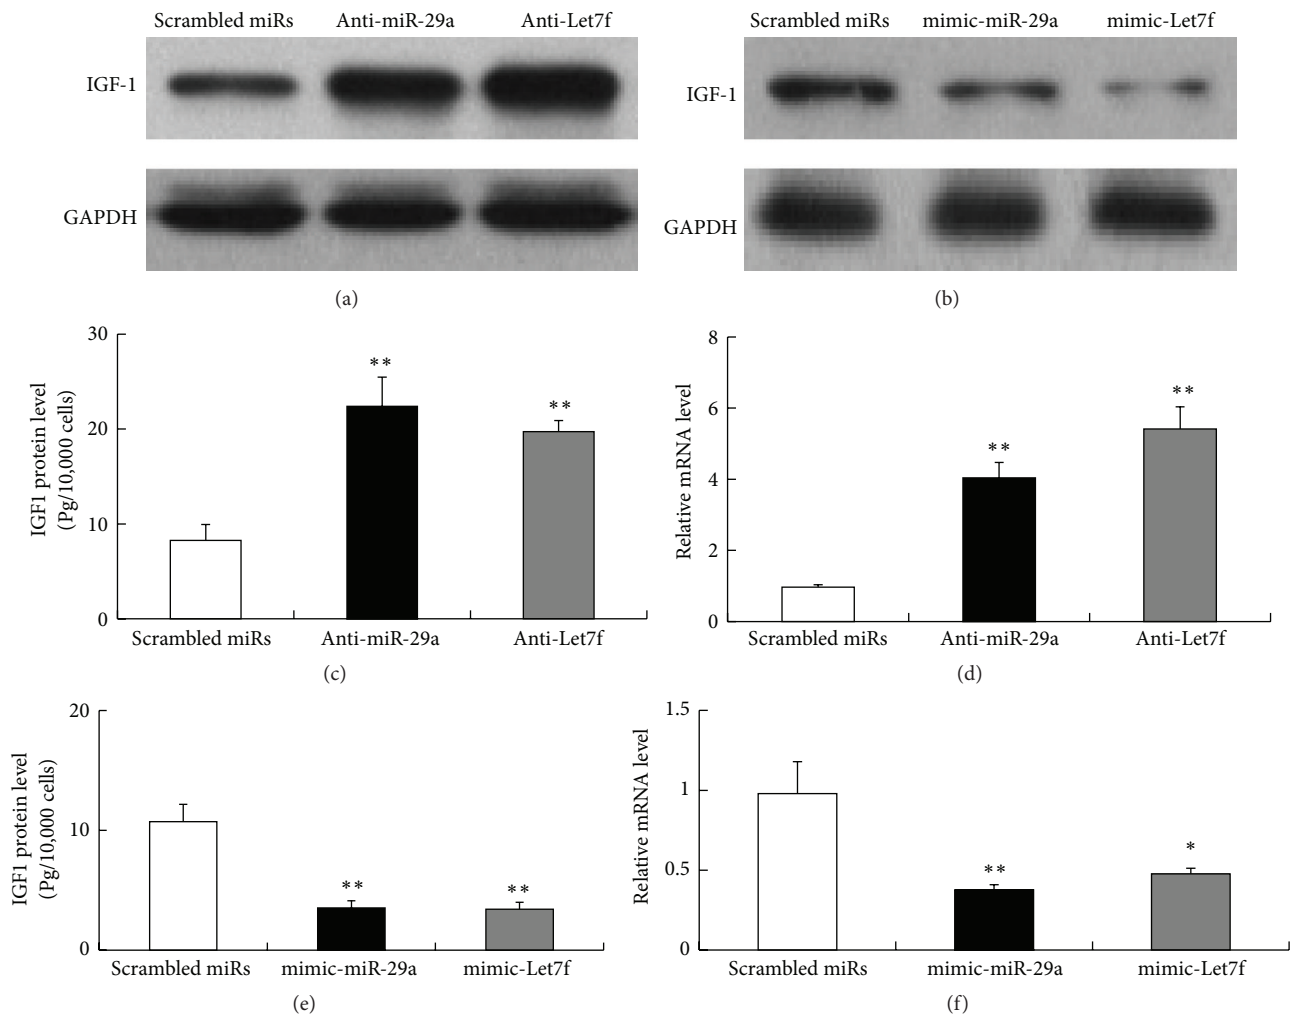 Scrambled miRs Anti-miR-29a Anti-Let7f
IGF-1
GAPDH
(a)
Scrambled miRs mimic-miR-29a mimic-Let7f
IGF-1
GAPDH
(b)
30
20
10
0
IGF1 protein level
(Pg/10,000 cells)
** **
Scrambled miRs Anti-miR-29a Anti-Let7f
(c)
8
6
4
2
0
Relative mRNA level
** **
Scrambled miRs Anti-miR-29a Anti-Let7f
(d)
20
10
0
IGF1 protein level
(Pg/10,000 cells)
** **
Scrambled miRs mimic-miR-29a mimic-Let7f
(e)
1.5
1
0.5
0
Relative mRNA level
** *
Scrambled miRs mimic-miR-29a mimic-Let7f
(f)